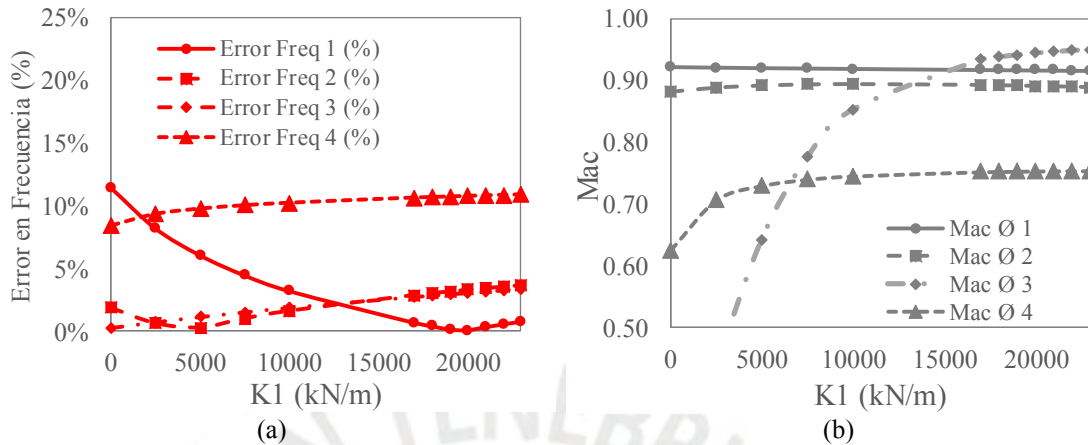 25%
20%
15%
10%
5%
0%
Error en Frecuencia (%)
Error Freq 1 (%)
Error Freq 2 (%)
Error Freq 3 (%)
Error Freq 4 (%)
0 5000 10000 15000 20000
K1 (kN/m)
(a)
1.00
0.90
0.80
0.70
0.60
0.50
Mac
Mac Ø 1
Mac Ø 2
Mac Ø 3
Mac Ø 4
0 5000 10000 15000 20000
K1 (kN/m)
(b)
TENEBR